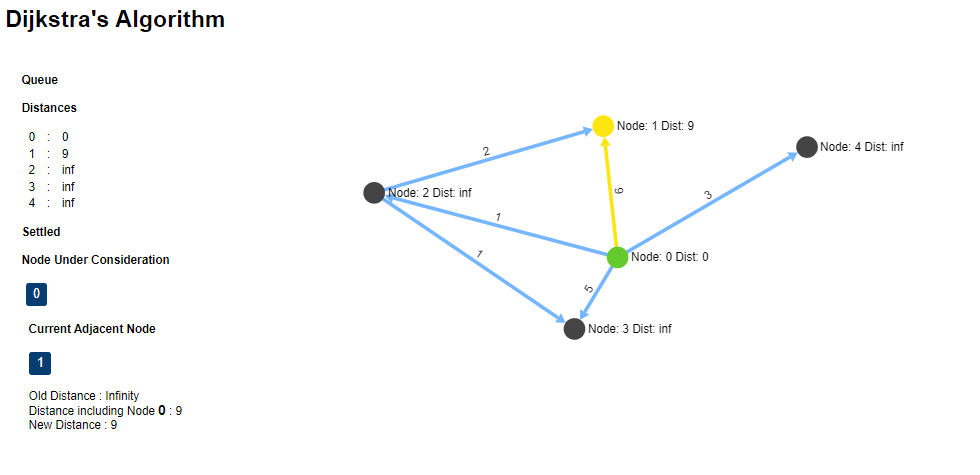 Dijkstra's Algorithm
Queue
Distances
0 : 0
1 : 9
2 : inf
3 : inf
4 : inf
Settled
Node Under Consideration
0
Current Adjacent Node
1
Old Distance : Infinity
Distance including Node 0 : 9
New Distance : 9
Node: 1 Dist: 9
Node: 4 Dist: inf
2
Node: 2 Dist: inf
9
3
1
Node: 0 Dist: 0
1
5
Node: 3 Dist: inf